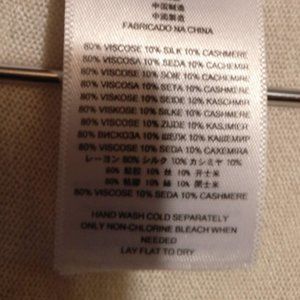 中国制造
中國製造
FABRICADO NA CHINA
80% VISCOSE 10% SILK 10% CASHMERE
80% VISCOSA 10% SEDA 10% CACHEMIR
80% VISCOSE 10% SOIE 10% CACHEMIRE
80% VISCOSA 10% SETA 10% CASHMERE
80% VISKOSE 10% SEIDE 10% KASCHMIR
80% VISKOSE 10% SILKE 10% CASHMERE
80% VISCOSE 10% ZIJDE 10% KASJMIER
80% ВИСКОЗА 10% ШЕЛК 10% КАШЕМИР
80% VISCOSA 10% SEDA 10% CAXEMIRA
レーヨン 80% シルク 10% カシミヤ 10%
80% 粘胶 10% 丝 10% 开士米
80% 粘膠 10% 絲 10% 開士米
80% VISCOSE 10% SEDA 10% CASHMERE
HAND WASH COLD SEPARATELY
ONLY NON-CHLORINE BLEACH WHEN
NEEDED
LAY FLAT TO DRY